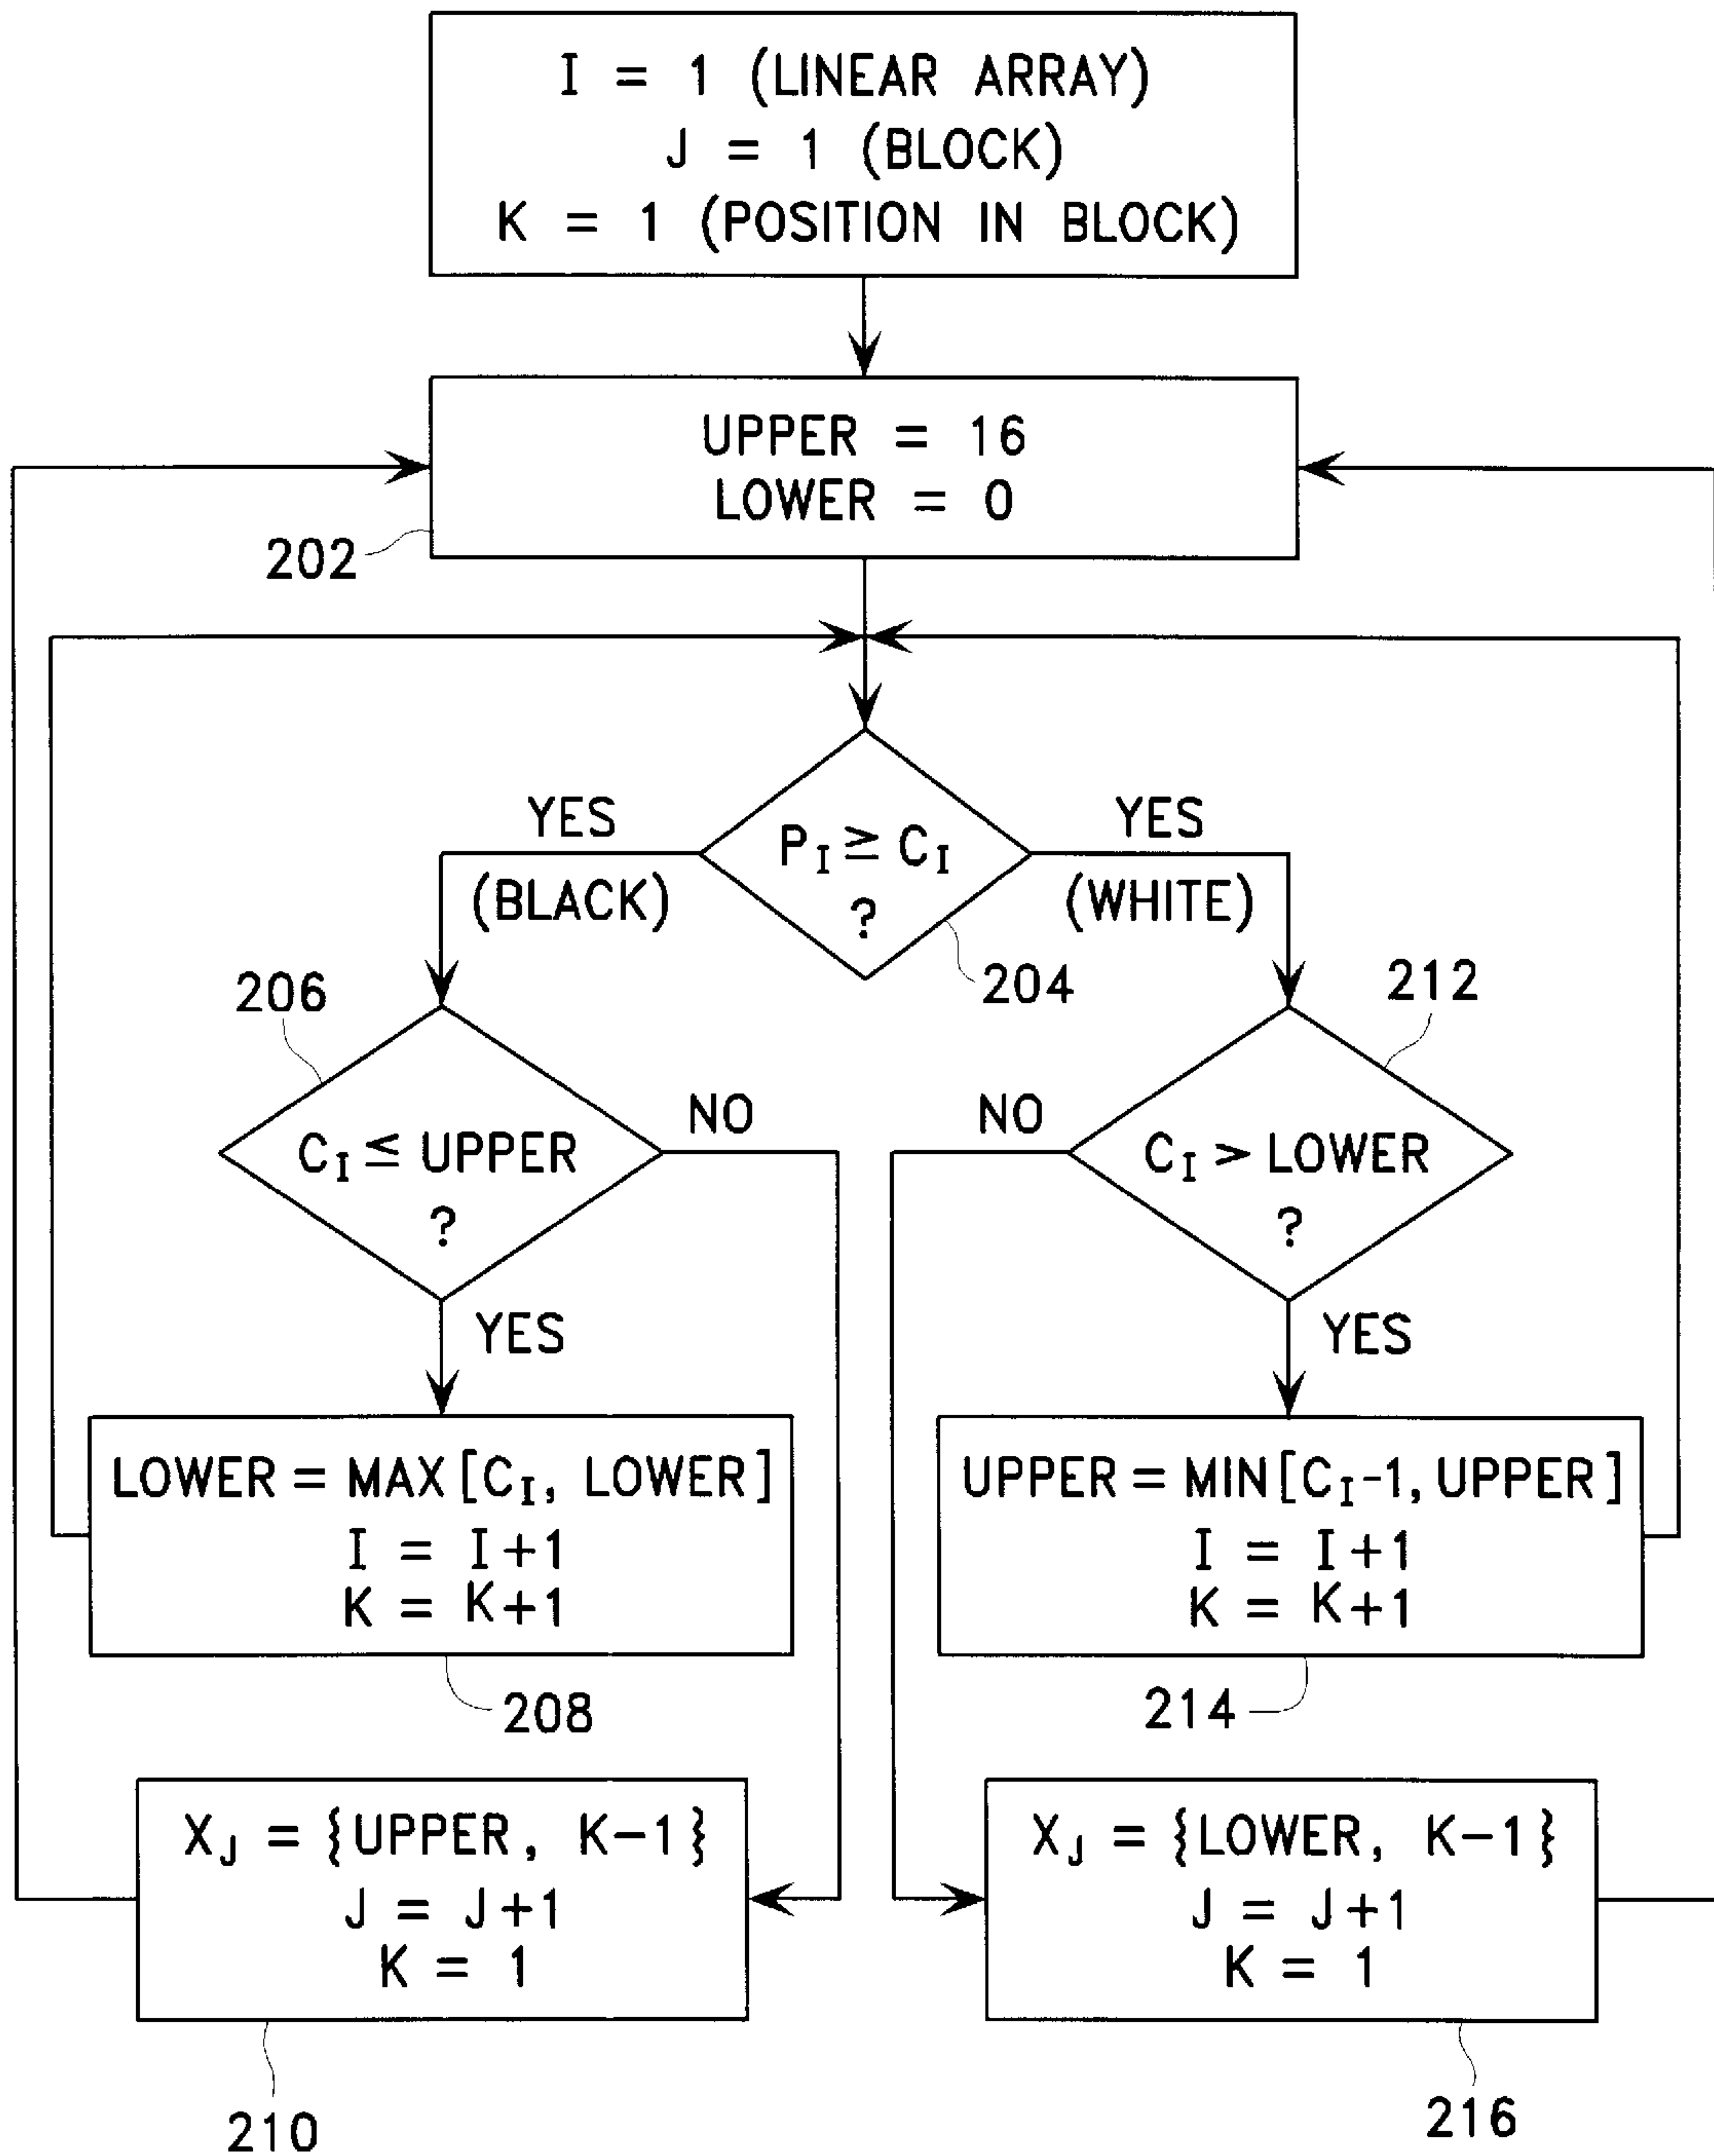 I = 1 (LINEAR ARRAY)
J = 1 (BLOCK)
K = 1 (POSITION IN BLOCK)
UPPER = 16
LOWER = 0
202
YES
(BLACK)
P_I ≥ C_I
?
YES
(WHITE)
204
206
212
C_I ≤ UPPER
?
NO
NO
C_I > LOWER
?
YES
YES
LOWER = MAX [C_I, LOWER]
I = I+1
K = K+1
UPPER = MIN [C_I-1, UPPER]
I = I+1
K = K+1
208
214
X_J = {UPPER, K-1}
J = J+1
K = 1
X_J = {LOWER, K-1}
J = J+1
K = 1
210
216